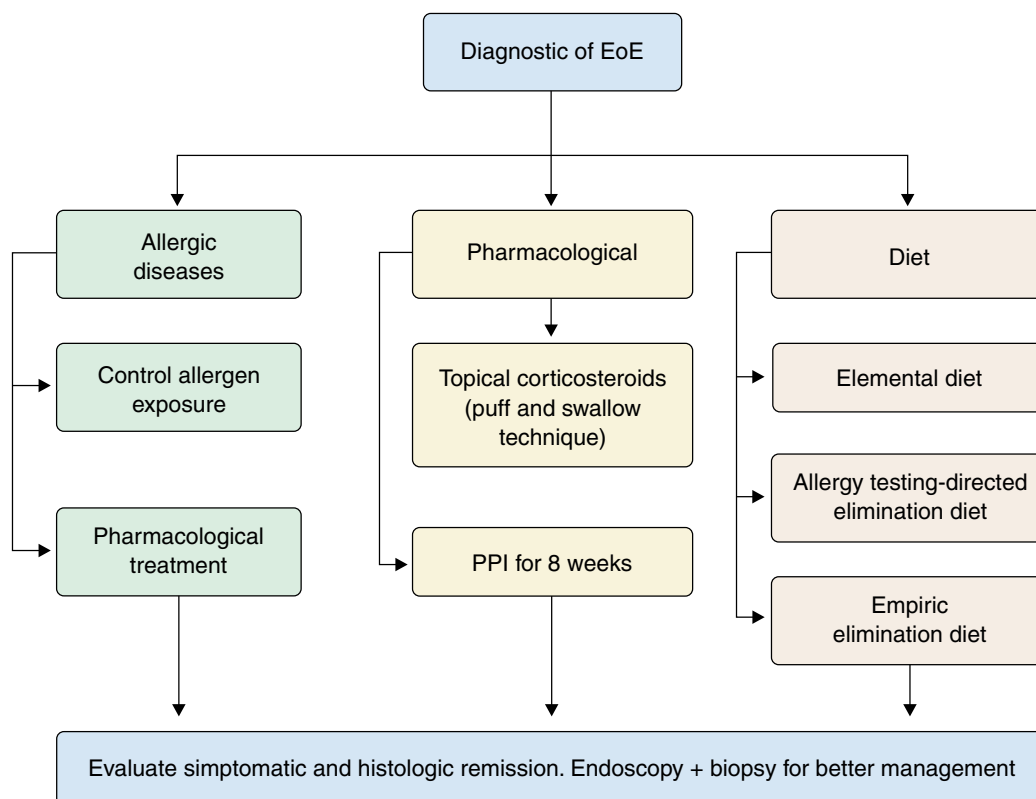 Diagnostic of EoE
Allergic
diseases
Control allergen
exposure
Pharmacological
treatment
Pharmacological
Topical corticosteroids
(puff and swallow
technique)
PPI for 8 weeks
Diet
Elemental diet
Allergy testing-directed
elimination diet
Empiric
elimination diet
Evaluate simptomatic and histologic remission. Endoscopy + biopsy for better management